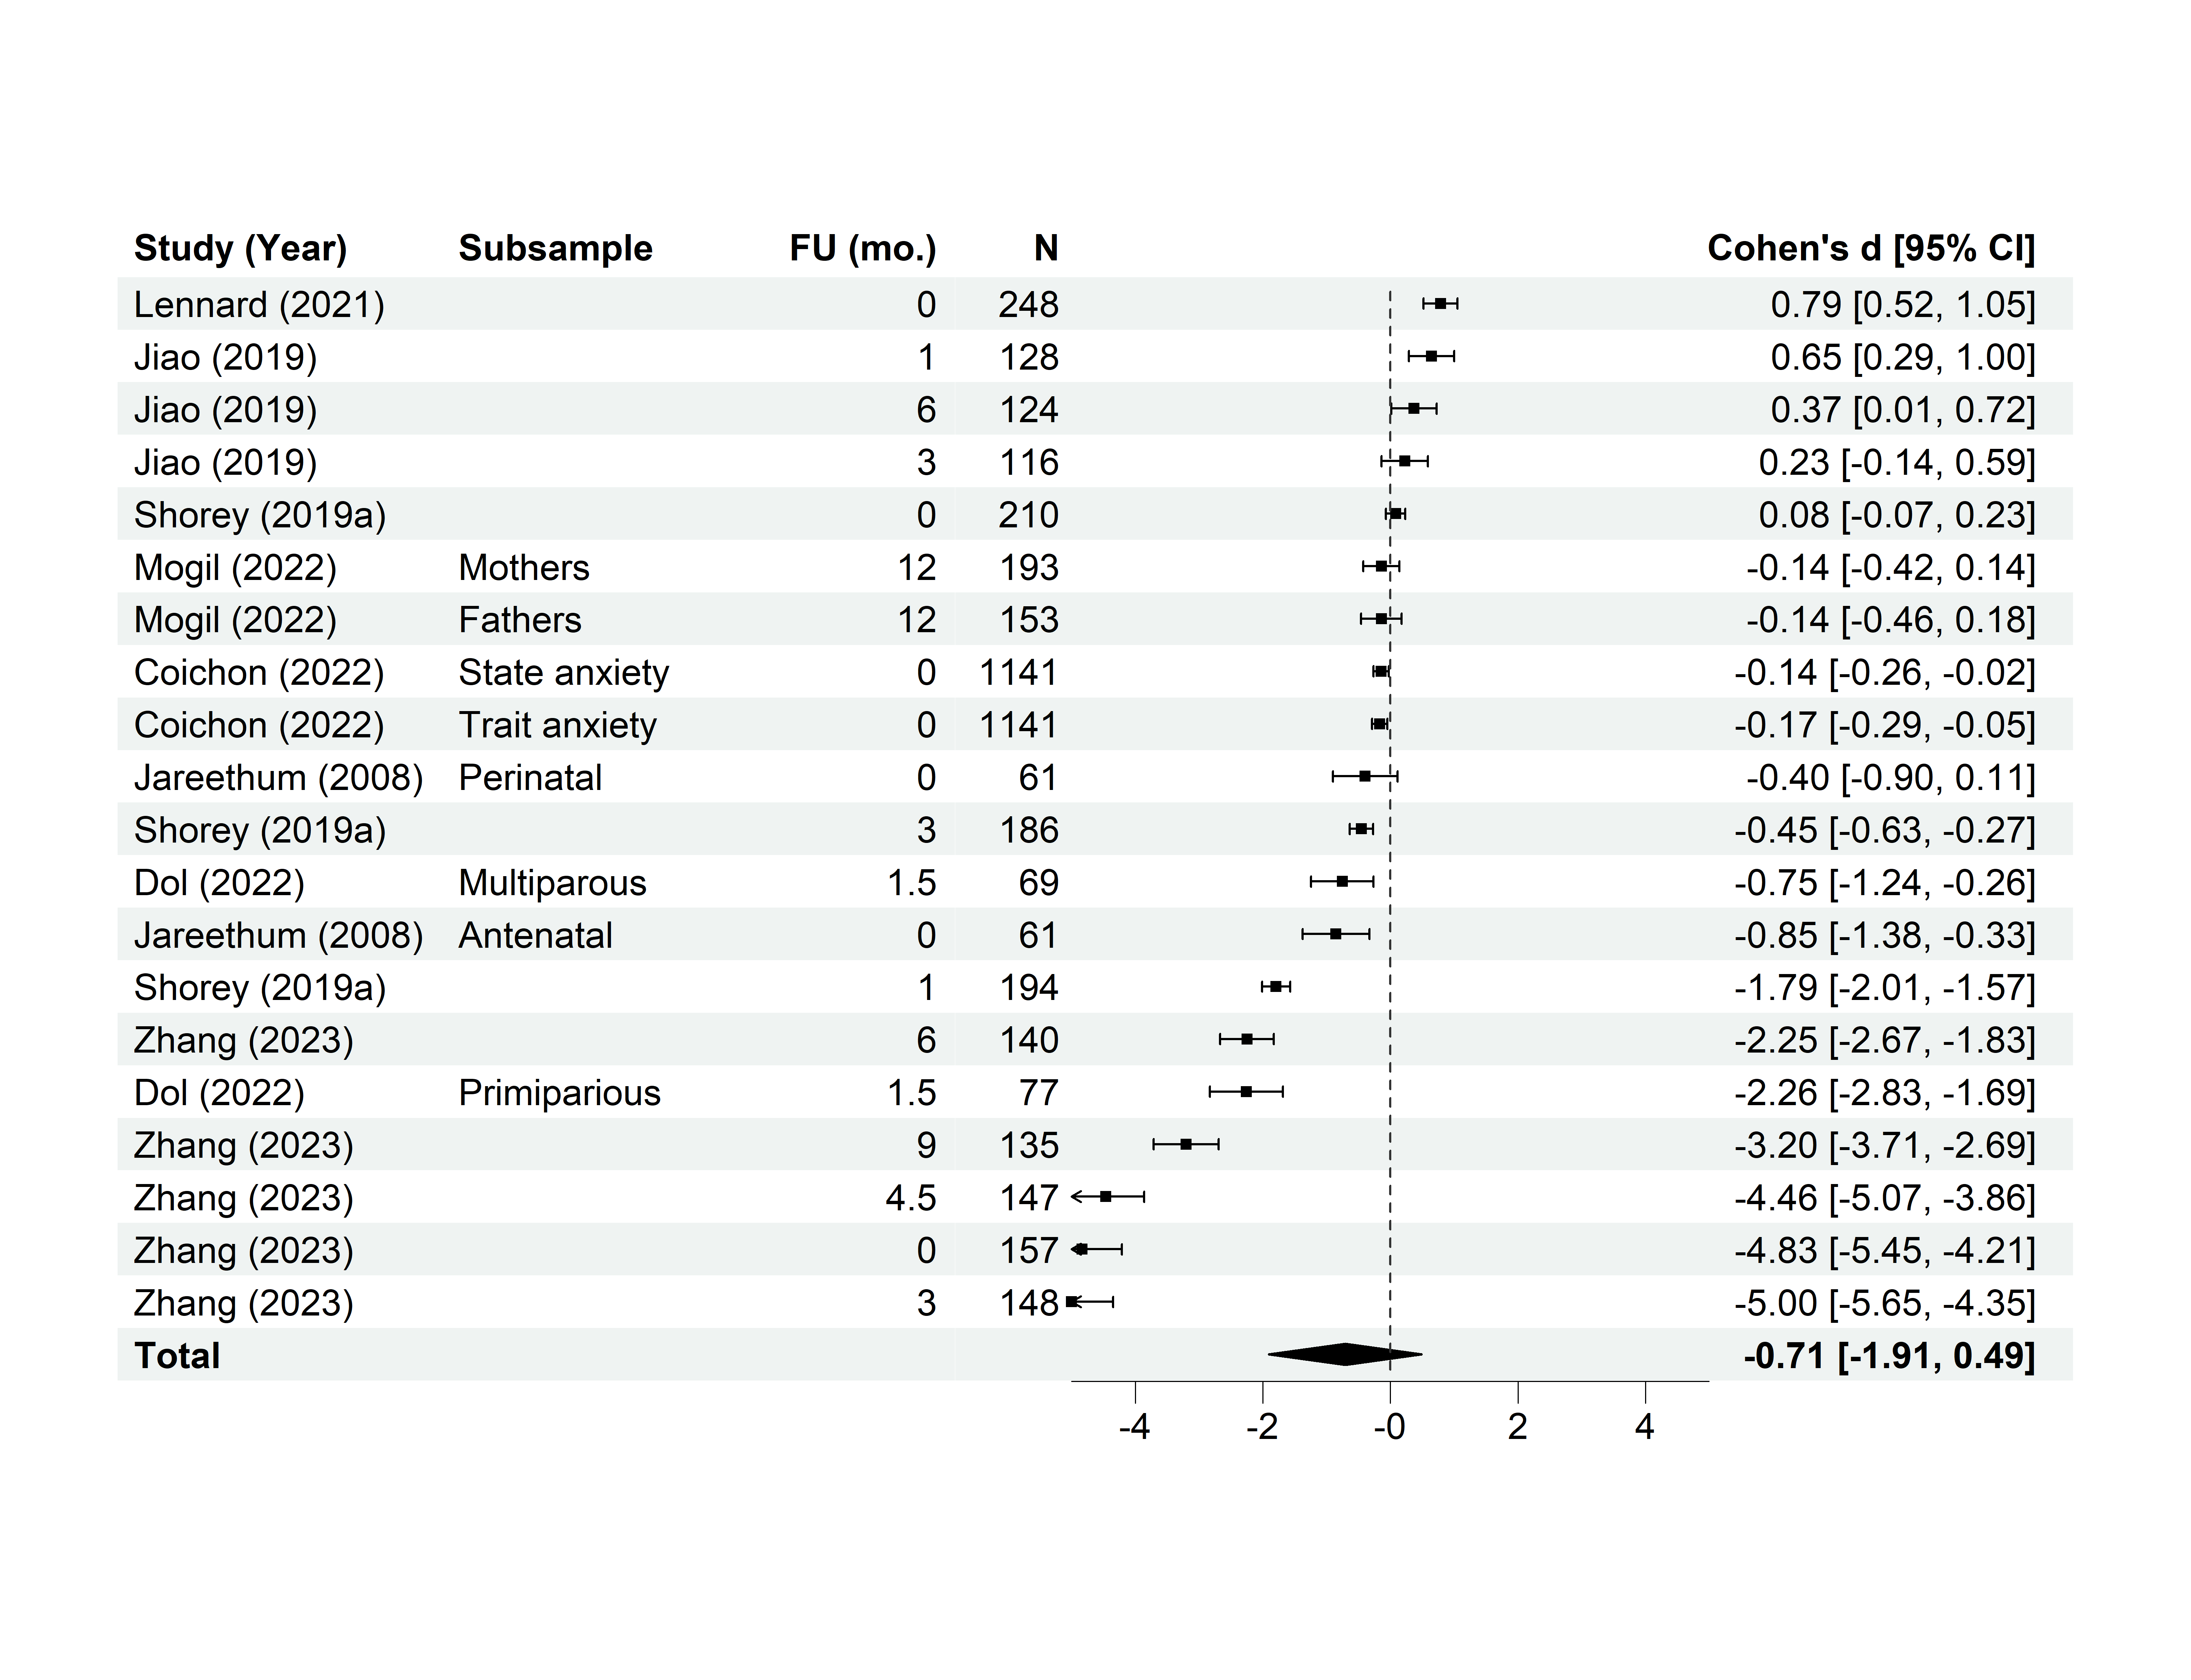 Study (Year) Subsample FU (mo.) N Cohen's d [95% CI]
Lennard (2021) 0 248 0.79 [0.52, 1.05]
Jiao (2019) 1 128 0.65 [0.29, 1.00]
Jiao (2019) 6 124 0.37 [0.01, 0.72]
Jiao (2019) 3 116 0.23 [-0.14, 0.59]
Shorey (2019a) 0 210 0.08 [-0.07, 0.23]
Mogil (2022) Mothers 12 193 -0.14 [-0.42, 0.14]
Mogil (2022) Fathers 12 153 -0.14 [-0.46, 0.18]
Coichon (2022) State anxiety 0 1141 -0.14 [-0.26, -0.02]
Coichon (2022) Trait anxiety 0 1141 -0.17 [-0.29, -0.05]
Jareethum (2008) Perinatal 0 61 -0.40 [-0.90, 0.11]
Shorey (2019a) 3 186 -0.45 [-0.63, -0.27]
Dol (2022) Multiparous 1.5 69 -0.75 [-1.24, -0.26]
Jareethum (2008) Antenatal 0 61 -0.85 [-1.38, -0.33]
Shorey (2019a) 1 194 -1.79 [-2.01, -1.57]
Zhang (2023) 6 140 -2.25 [-2.67, -1.83]
Dol (2022) Primiparious 1.5 77 -2.26 [-2.83, -1.69]
Zhang (2023) 9 135 -3.20 [-3.71, -2.69]
Zhang (2023) 4.5 147 -4.46 [-5.07, -3.86]
Zhang (2023) 0 157 -4.83 [-5.45, -4.21]
Zhang (2023) 3 148 -5.00 [-5.65, -4.35]
Total -0.71 [-1.91, 0.49]
-4 -2 -0 2 4